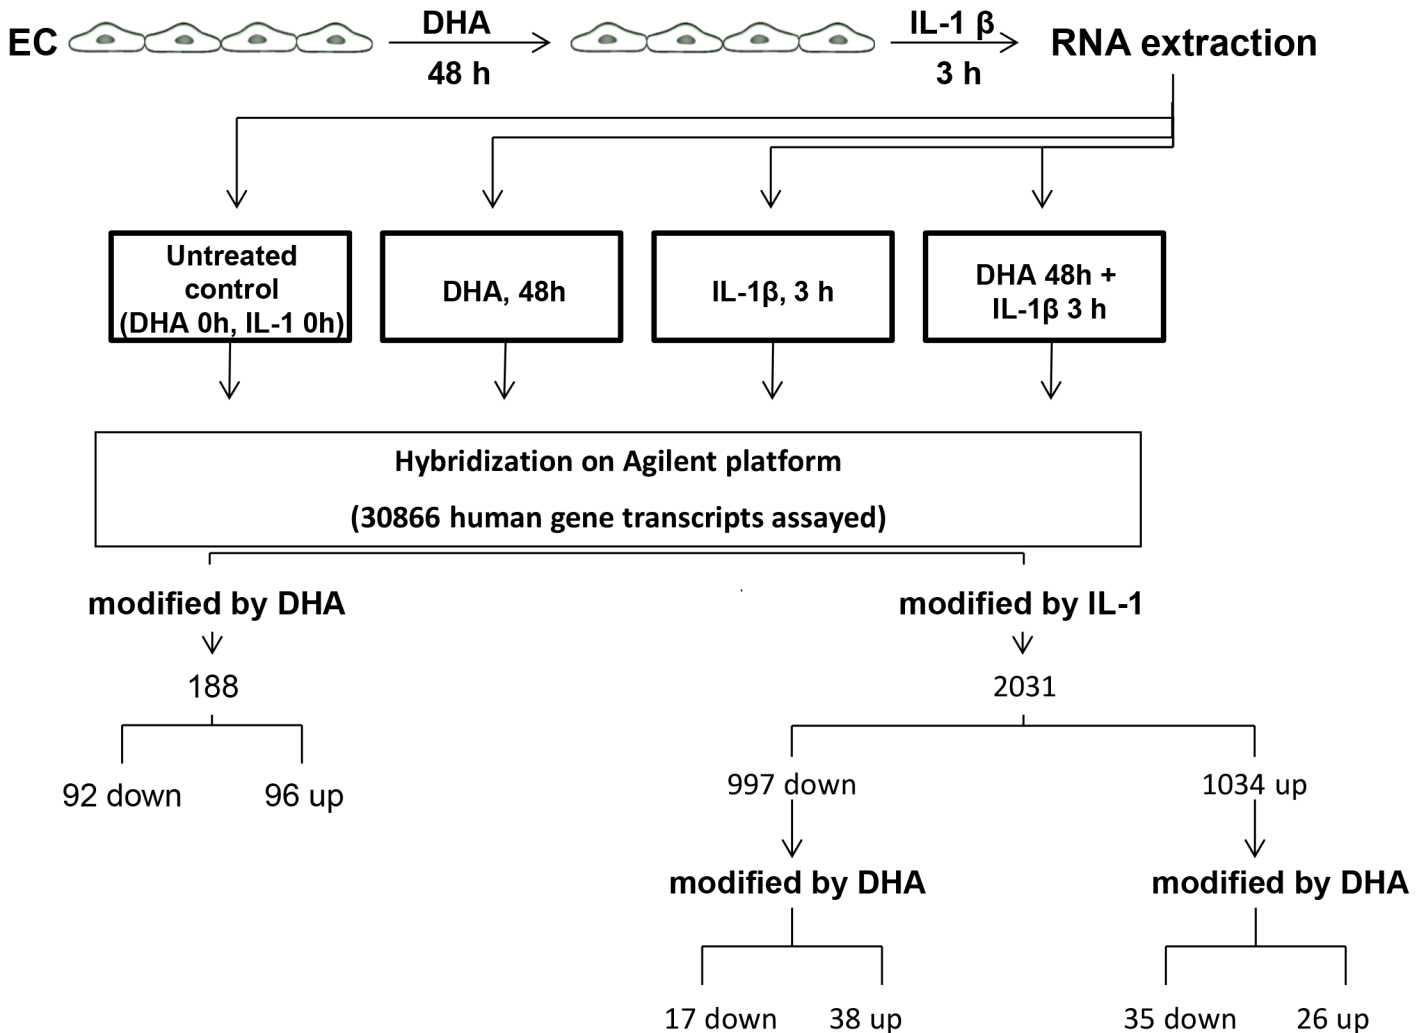 EC
DHA
48 h
IL-1 β
3 h
RNA extraction
Untreated
control
(DHA 0h, IL-1 0h)
DHA, 48h
IL-1β, 3 h
DHA 48h +
IL-1β 3 h
Hybridization on Agilent platform
(30866 human gene transcripts assayed)
modified by DHA
modified by IL-1
188
2031
92 down
96 up
997 down
1034 up
modified by DHA
modified by DHA
17 down
38 up
35 down
26 up